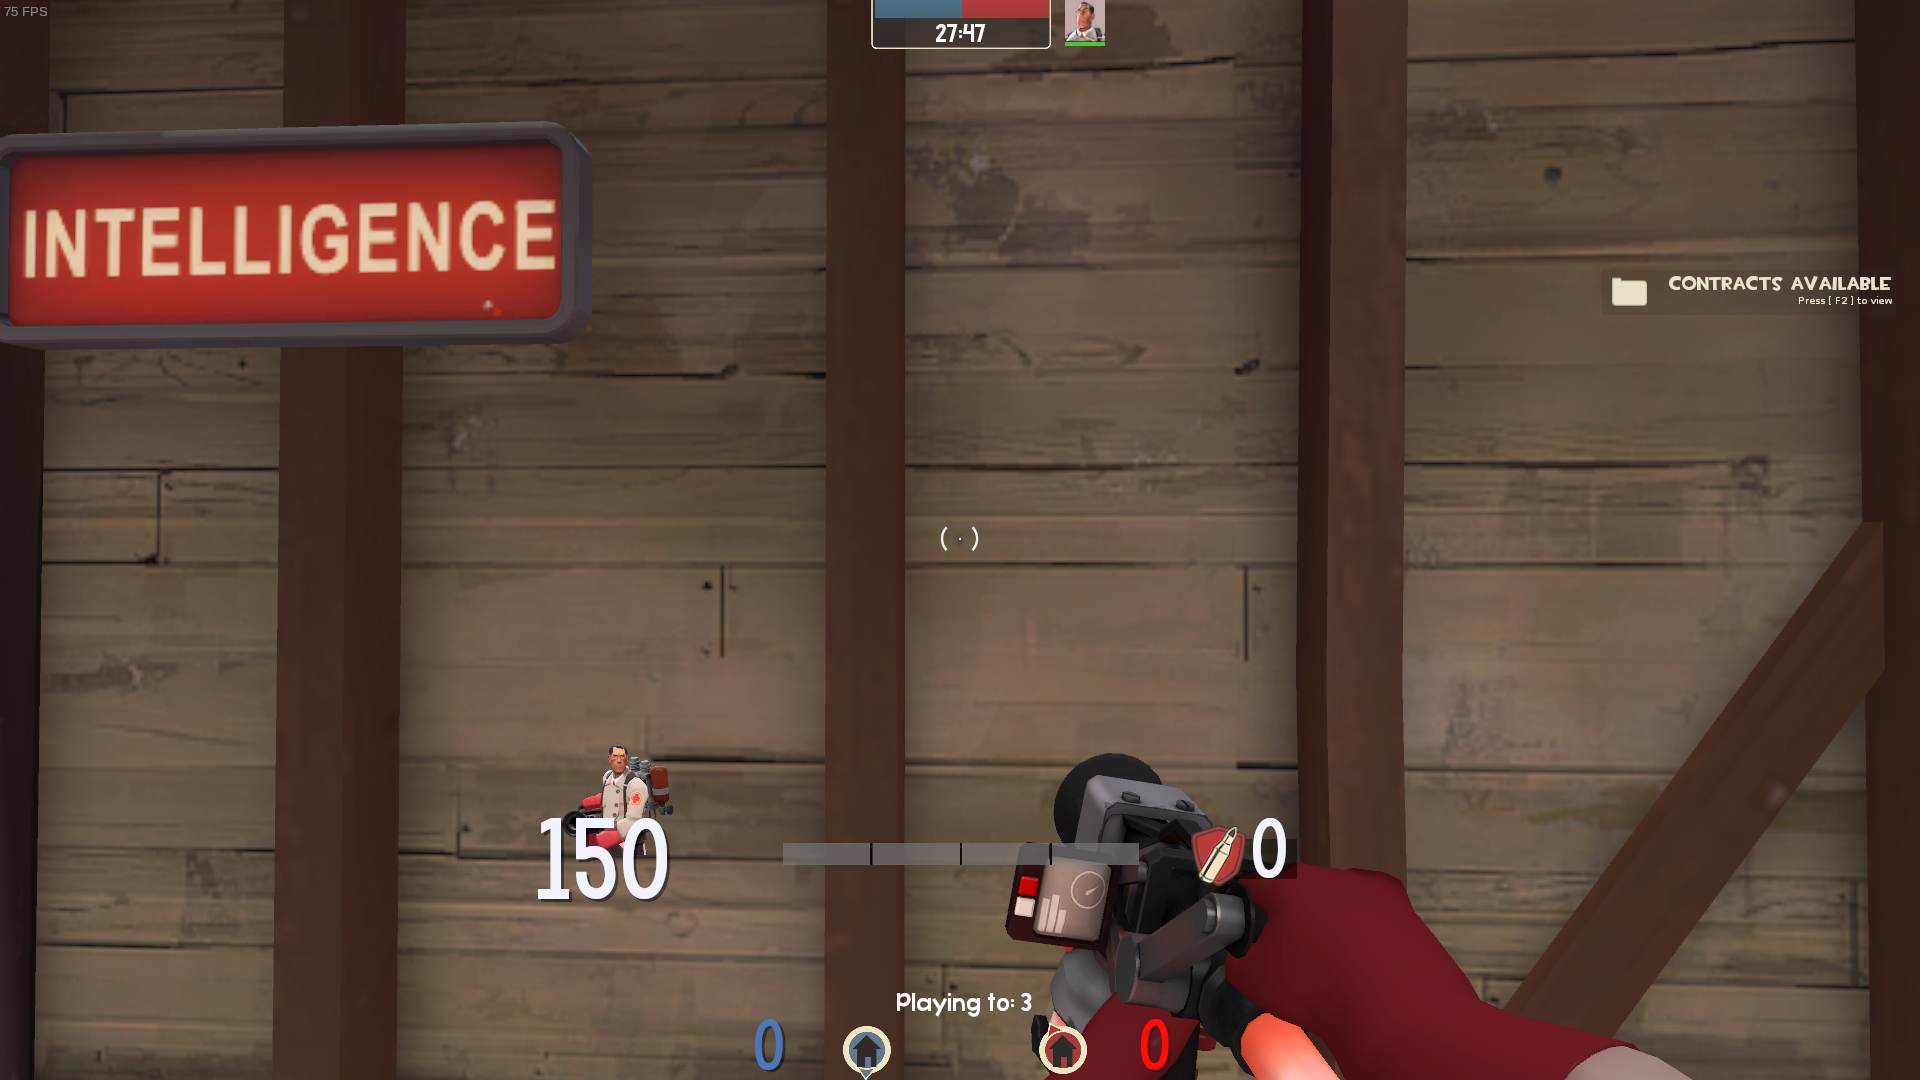 75 FPS
27:47
INTELLIGENCE
CONTRACTS AVAILABLE
Press [ F2 ] to view
150
0
Playing to: 3
0
0